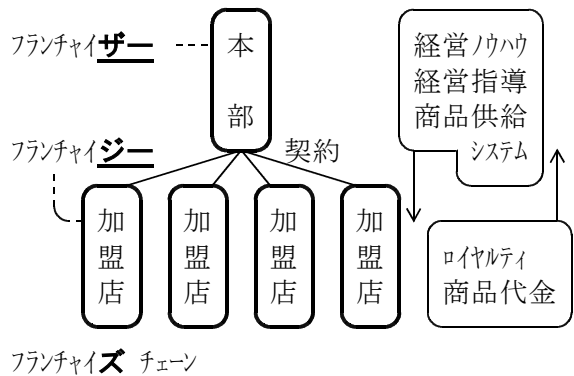 フランチャイザー
本部
フランチャイジー
契約
加盟店
加盟店
加盟店
加盟店
経営ノウハウ
経営指導
商品供給
システム
ロイヤルティ
商品代金
フランチャイズ チェーン